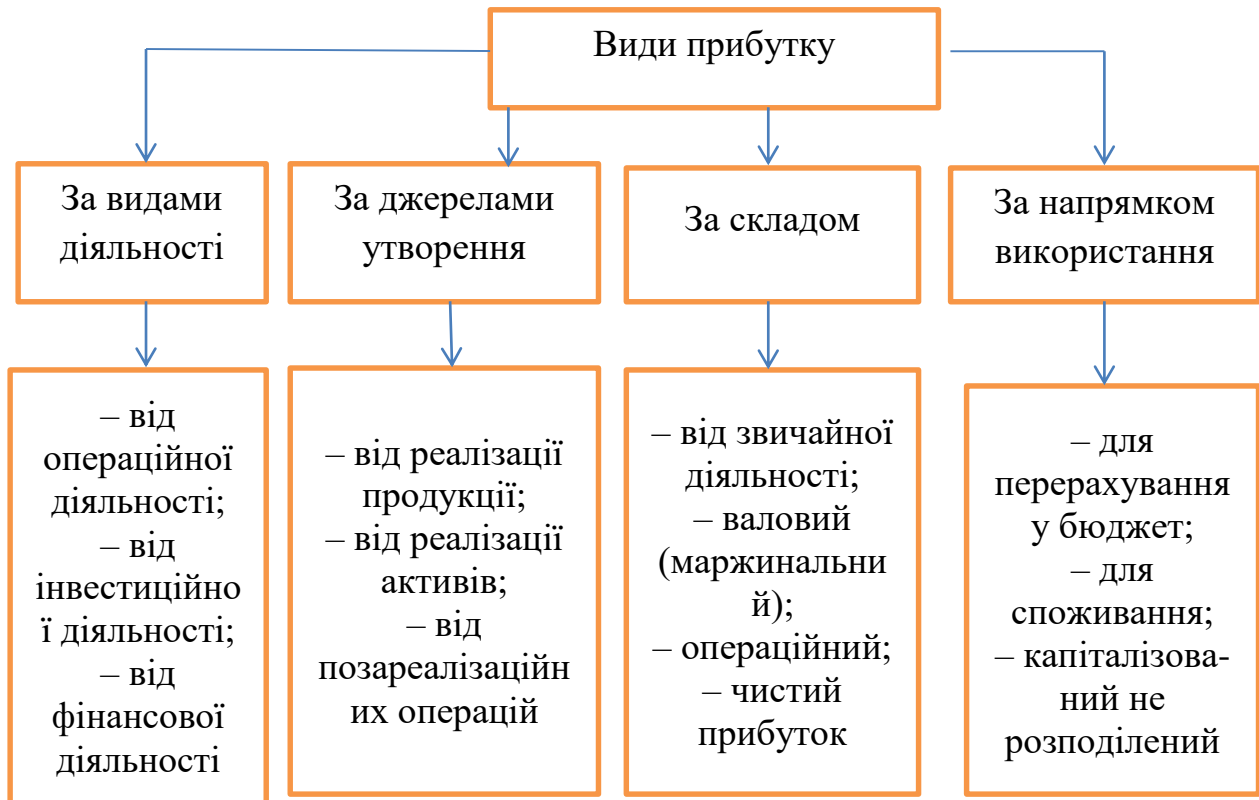 Види прибутку
За видами
діяльності
За джерелами
утворення
За складом
За напрямком
використання
– від
операційної
діяльності;
– від
інвестиційно
ї діяльності;
– від
фінансової
діяльності
– від реалізації
продукції;
– від реалізації
активів;
– від
позареалізаційн
их операцій
– від звичайної
діяльності;
– валовий
(маржинальни
й);
– операційний;
– чистий
прибуток
– для
перерахування
у бюджет;
– для
споживання;
– капіталізова-
ний не
розподілений